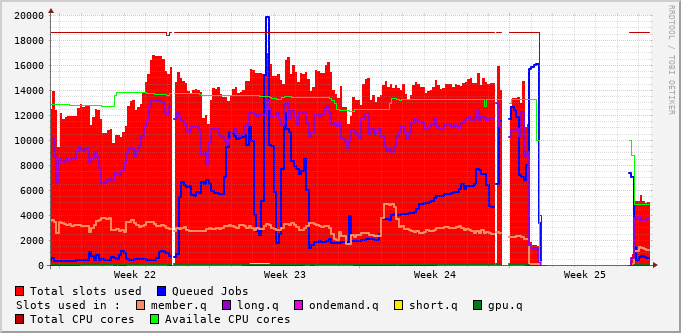 RRDTOOL / TOBI OETIKER
20000
18000
16000
14000
12000
10000
8000
6000
4000
2000
0
Week 22 Week 23 Week 24 Week 25
Total slots used Queued Jobs
Slots used in : member.q long.q ondemand.q short.q gpu.q
Total CPU cores Availale CPU cores